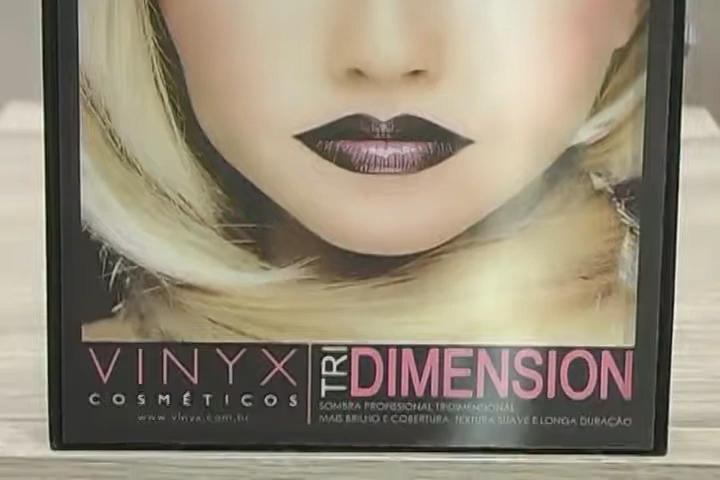 VINYX
COSMÉTICOS
www.vinyx.com.br
TRI DIMENSION
SOMBRA PROFISSIONAL TRIDIMENSIONAL
MAIS BRILHO E COBERTURA. TEXTURA SUAVE E LONGA DURAÇÃO